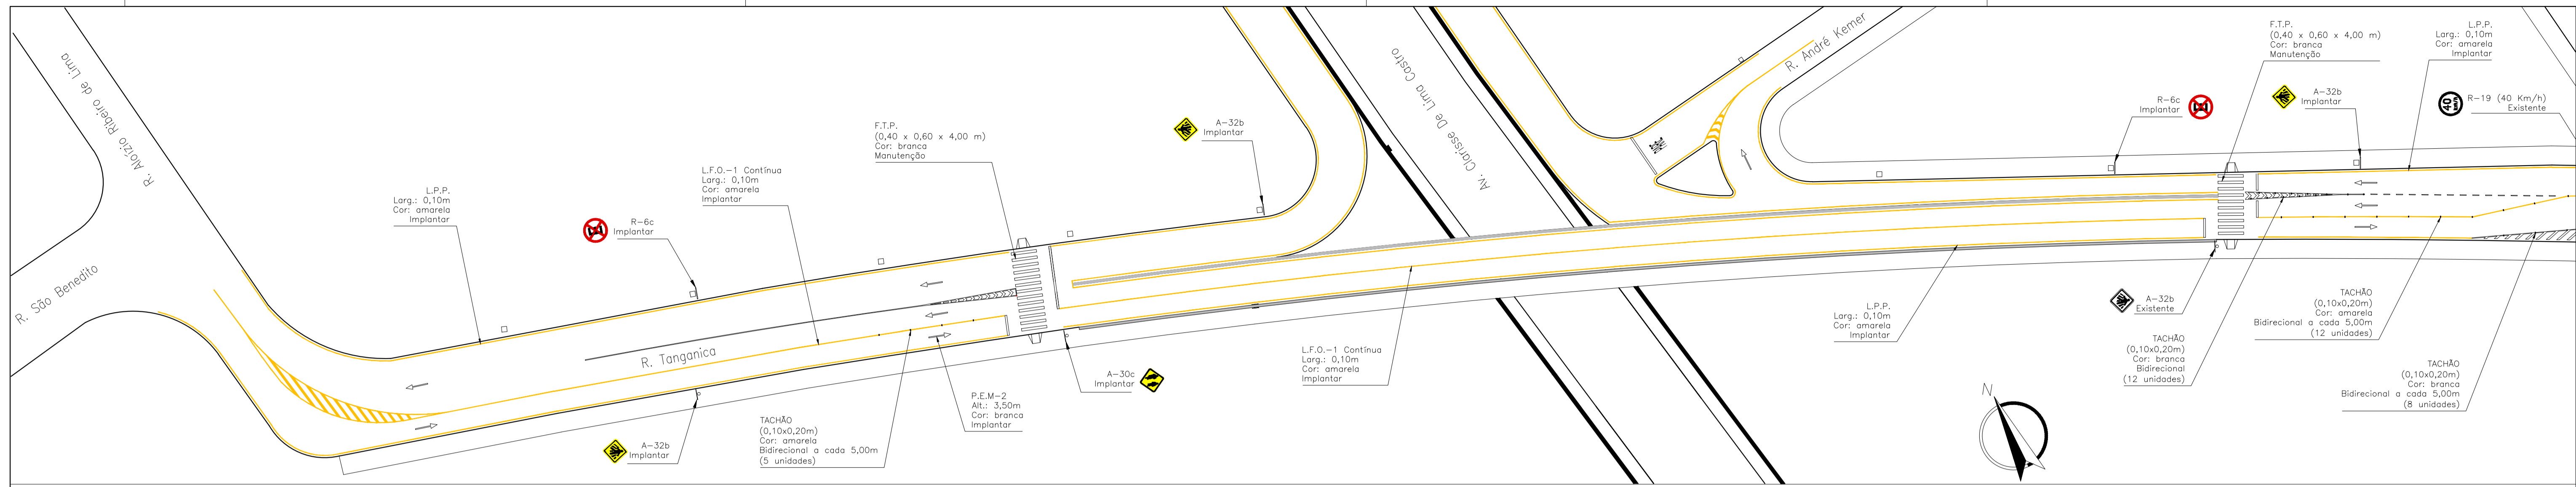 R. Aloízio Ribeiro de Lima
R. São Benedito
L.P.P.
Larg.: 0,10m
Cor: amarela
Implantar
R-6c
Implantar
L.F.O.-1 Contínua
Larg.: 0,10m
Cor: amarela
Implantar
F.T.P.
(0,40 x 0,60 x 4,00 m)
Cor: branca
Manutenção
A-32b
Implantar
R. Tanganica
A-32b
Implantar
TACHÃO
(0,10x0,20m)
Cor: amarela
Bidirecional a cada 5,00m
(5 unidades)
P.E.M-2
Alt.: 3,50m
Cor: branca
Implantar
A-30c
Implantar
Av. Clarisse De Lima Castro
L.F.O.-1 Contínua
Larg.: 0,10m
Cor: amarela
Implantar
R. André Kemer
L.P.P.
Larg.: 0,10m
Cor: amarela
Implantar
R-6c
Implantar
F.T.P.
(0,40 x 0,60 x 4,00 m)
Cor: branca
Manutenção
A-32b
Implantar
L.P.P.
Larg.: 0,10m
Cor: amarela
Implantar
40
km/h
R-19 (40 Km/h)
Existente
A-32b
Existente
TACHÃO
(0,10x0,20m)
Cor: branca
Bidirecional
(12 unidades)
TACHÃO
(0,10x0,20m)
Cor: amarela
Bidirecional a cada 5,00m
(12 unidades)
TACHÃO
(0,10x0,20m)
Cor: branca
Bidirecional a cada 5,00m
(8 unidades)
N